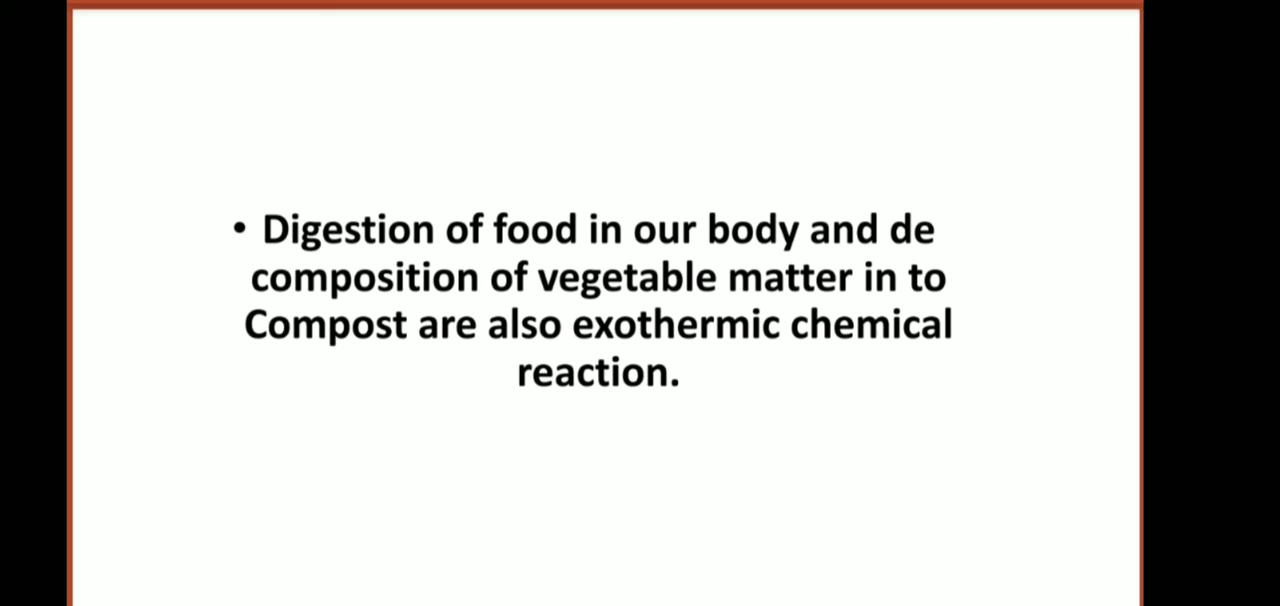 • Digestion of food in our body and de
composition of vegetable matter in to
Compost are also exothermic chemical
reaction.